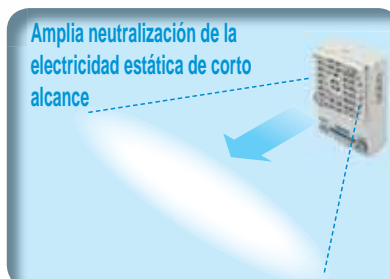 Amplia neutralización de la
electricidad estática de corto
alcance